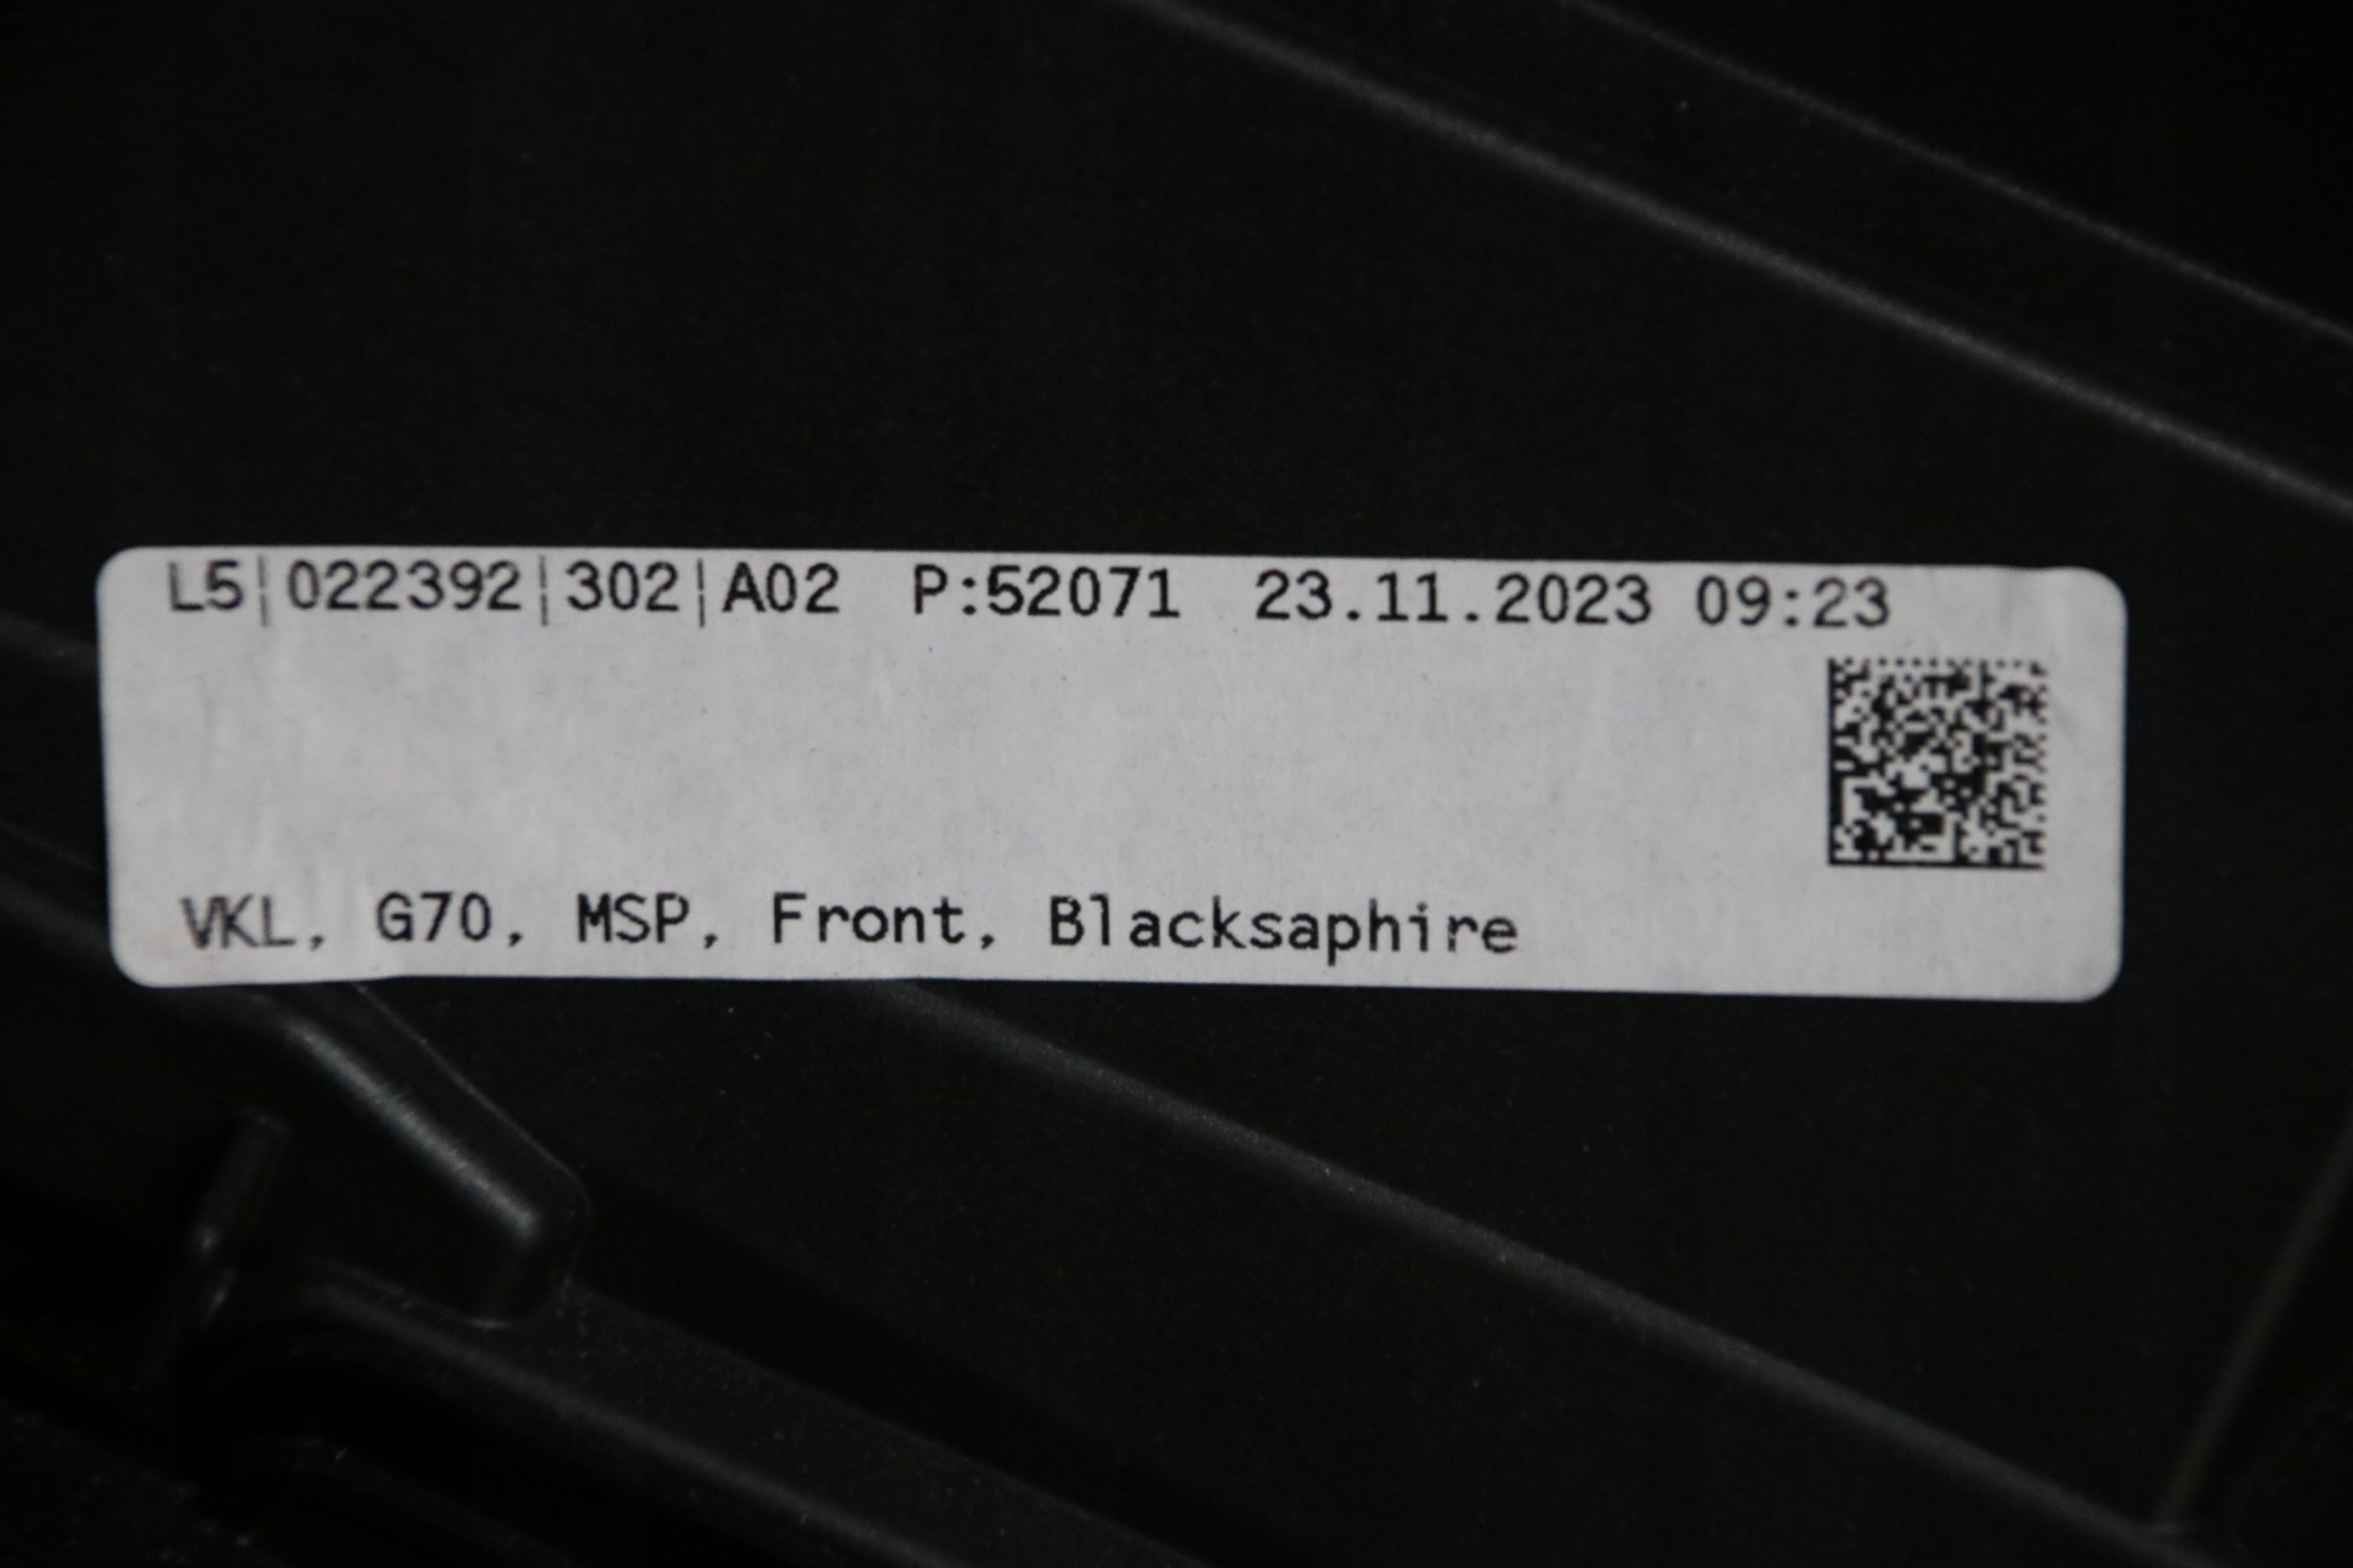 L5|022392|302|A02 P:52071 23.11.2023 09:23
VKL, G70, MSP, Front, Blacksaphire